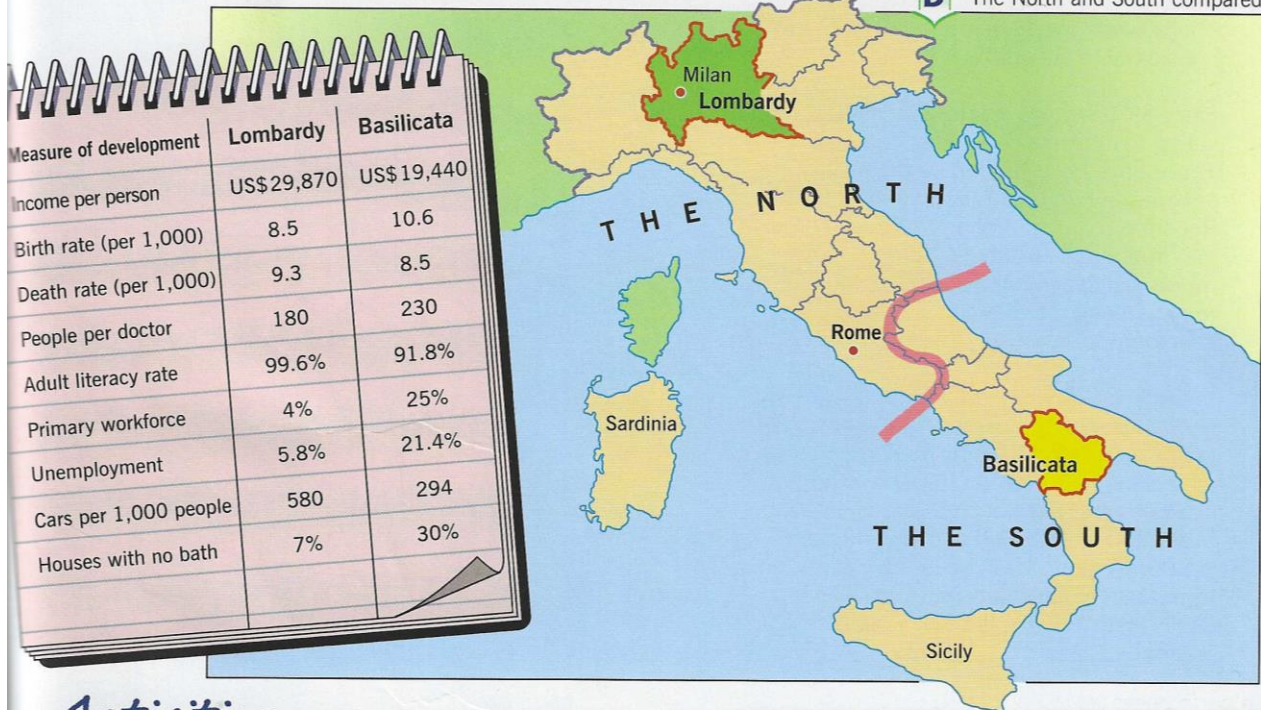 D The North and South compared
Measure of development Lombardy Basilicata
Income per person US$29,870 US$19,440
Birth rate (per 1,000) 8.5 10.6
Death rate (per 1,000) 9.3 8.5
People per doctor 180 230
Adult literacy rate 99.6% 91.8%
Primary workforce 4% 25%
Unemployment 5.8% 21.4%
Cars per 1,000 people 580 294
Houses with no bath 7% 30%
Milan
Lombardy
THE NORTH
Rome
Sardinia
Basilicata
THE SOUTH
Sicily